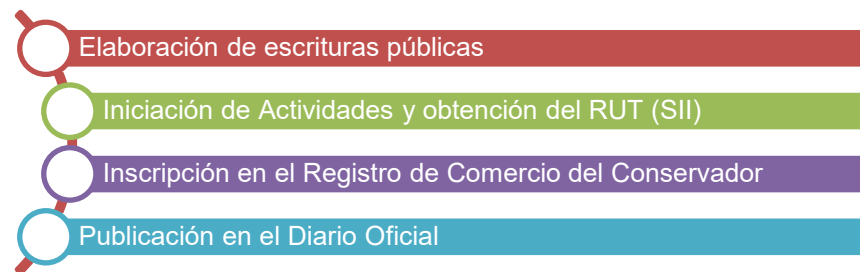 Elaboración de escrituras públicas
Iniciación de Actividades y obtención del RUT (SII)
Inscripción en el Registro de Comercio del Conservador
Publicación en el Diario Oficial